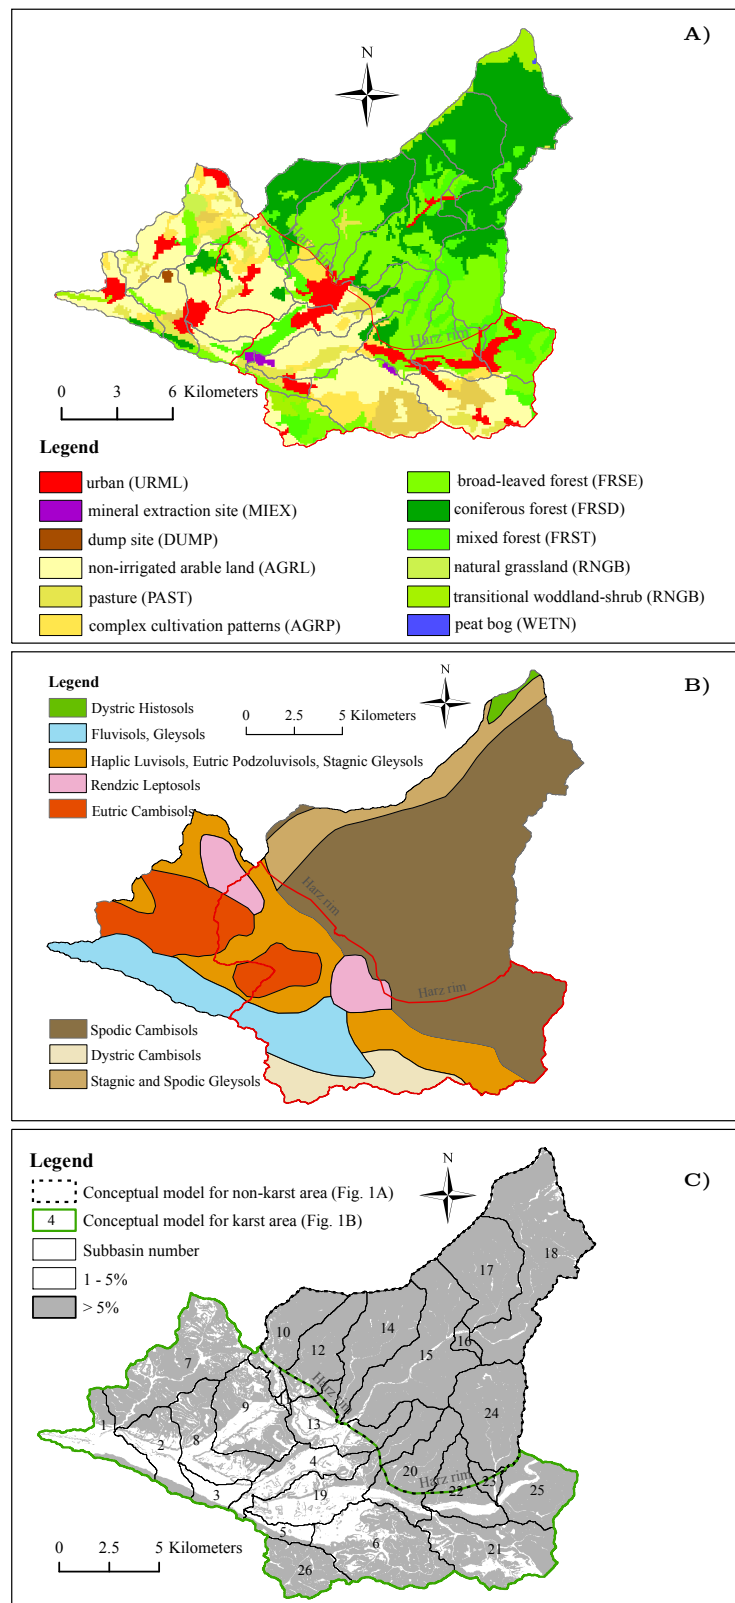 A)
N
Harz rim
Harz rim
0 3 6 Kilometers
Legend
urban (URML)
mineral extraction site (MIEX)
dump site (DUMP)
non-irrigated arable land (AGRL)
pasture (PAST)
complex cultivation patterns (AGRP)
broad-leaved forest (FRSE)
coniferous forest (FRSD)
mixed forest (FRST)
natural grassland (RNGB)
transitional woddland-shrub (RNGB)
peat bog (WETN)
B)
N
Legend
Dystric Histosols
Fluvisols, Gleysols
Haplic Luvisols, Eutric Podzoluvisols, Stagnic Gleysols
Rendzic Leptosols
Eutric Cambisols
0 2.5 5 Kilometers
Harz rim
Harz rim
Spodic Cambisols
Dystric Cambisols
Stagnic and Spodic Gleysols
C)
N
Legend
Conceptual model for non-karst area (Fig. 1A)
4 Conceptual model for karst area (Fig. 1B)
Subbasin number
1 - 5%
> 5%
18
17
10
12
14
16
15
7
Harz rim
9
11
13
24
1
2
8
4
20
Harz rim
23
22
25
3
19
5
6
21
26
0 2.5 5 Kilometers